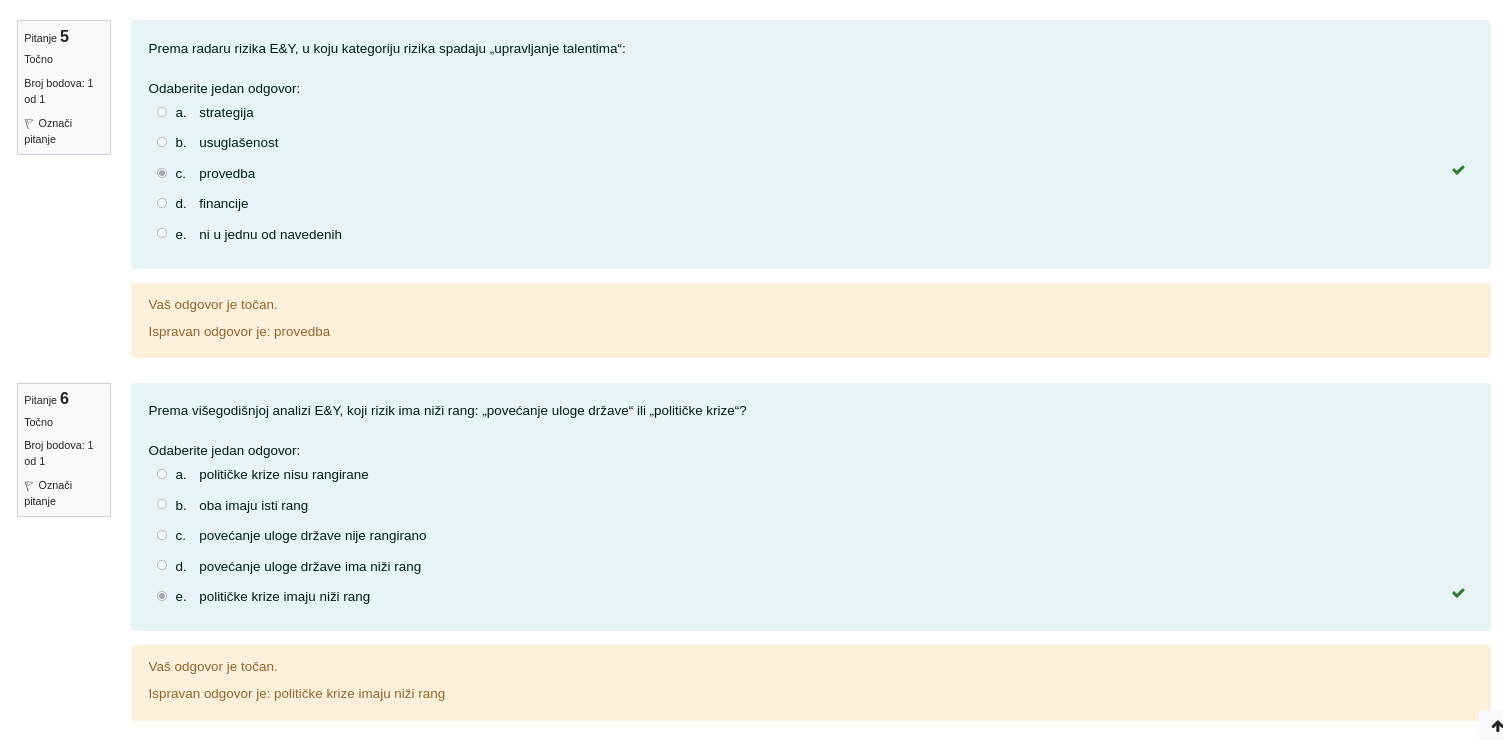 Pitanje 5
Točno
Broj bodova: 1
od 1
Označi
pitanje
Prema radaru rizika E&Y, u koju kategoriju rizika spadaju „upravljanje talentima“:
Odaberite jedan odgovor:
a. strategija
b. usuglašenost
c. provedba
d. financije
e. ni u jednu od navedenih
Vaš odgovor je točan.
Ispravan odgovor je: provedba
Pitanje 6
Točno
Broj bodova: 1
od 1
Označi
pitanje
Prema višegodišnjoj analizi E&Y, koji rizik ima niži rang: „povećanje uloge države“ ili „političke krize“?
Odaberite jedan odgovor:
a. političke krize nisu rangirane
b. oba imaju isti rang
c. povećanje uloge države nije rangirano
d. povećanje uloge države ima niži rang
e. političke krize imaju niži rang
Vaš odgovor je točan.
Ispravan odgovor je: političke krize imaju niži rang